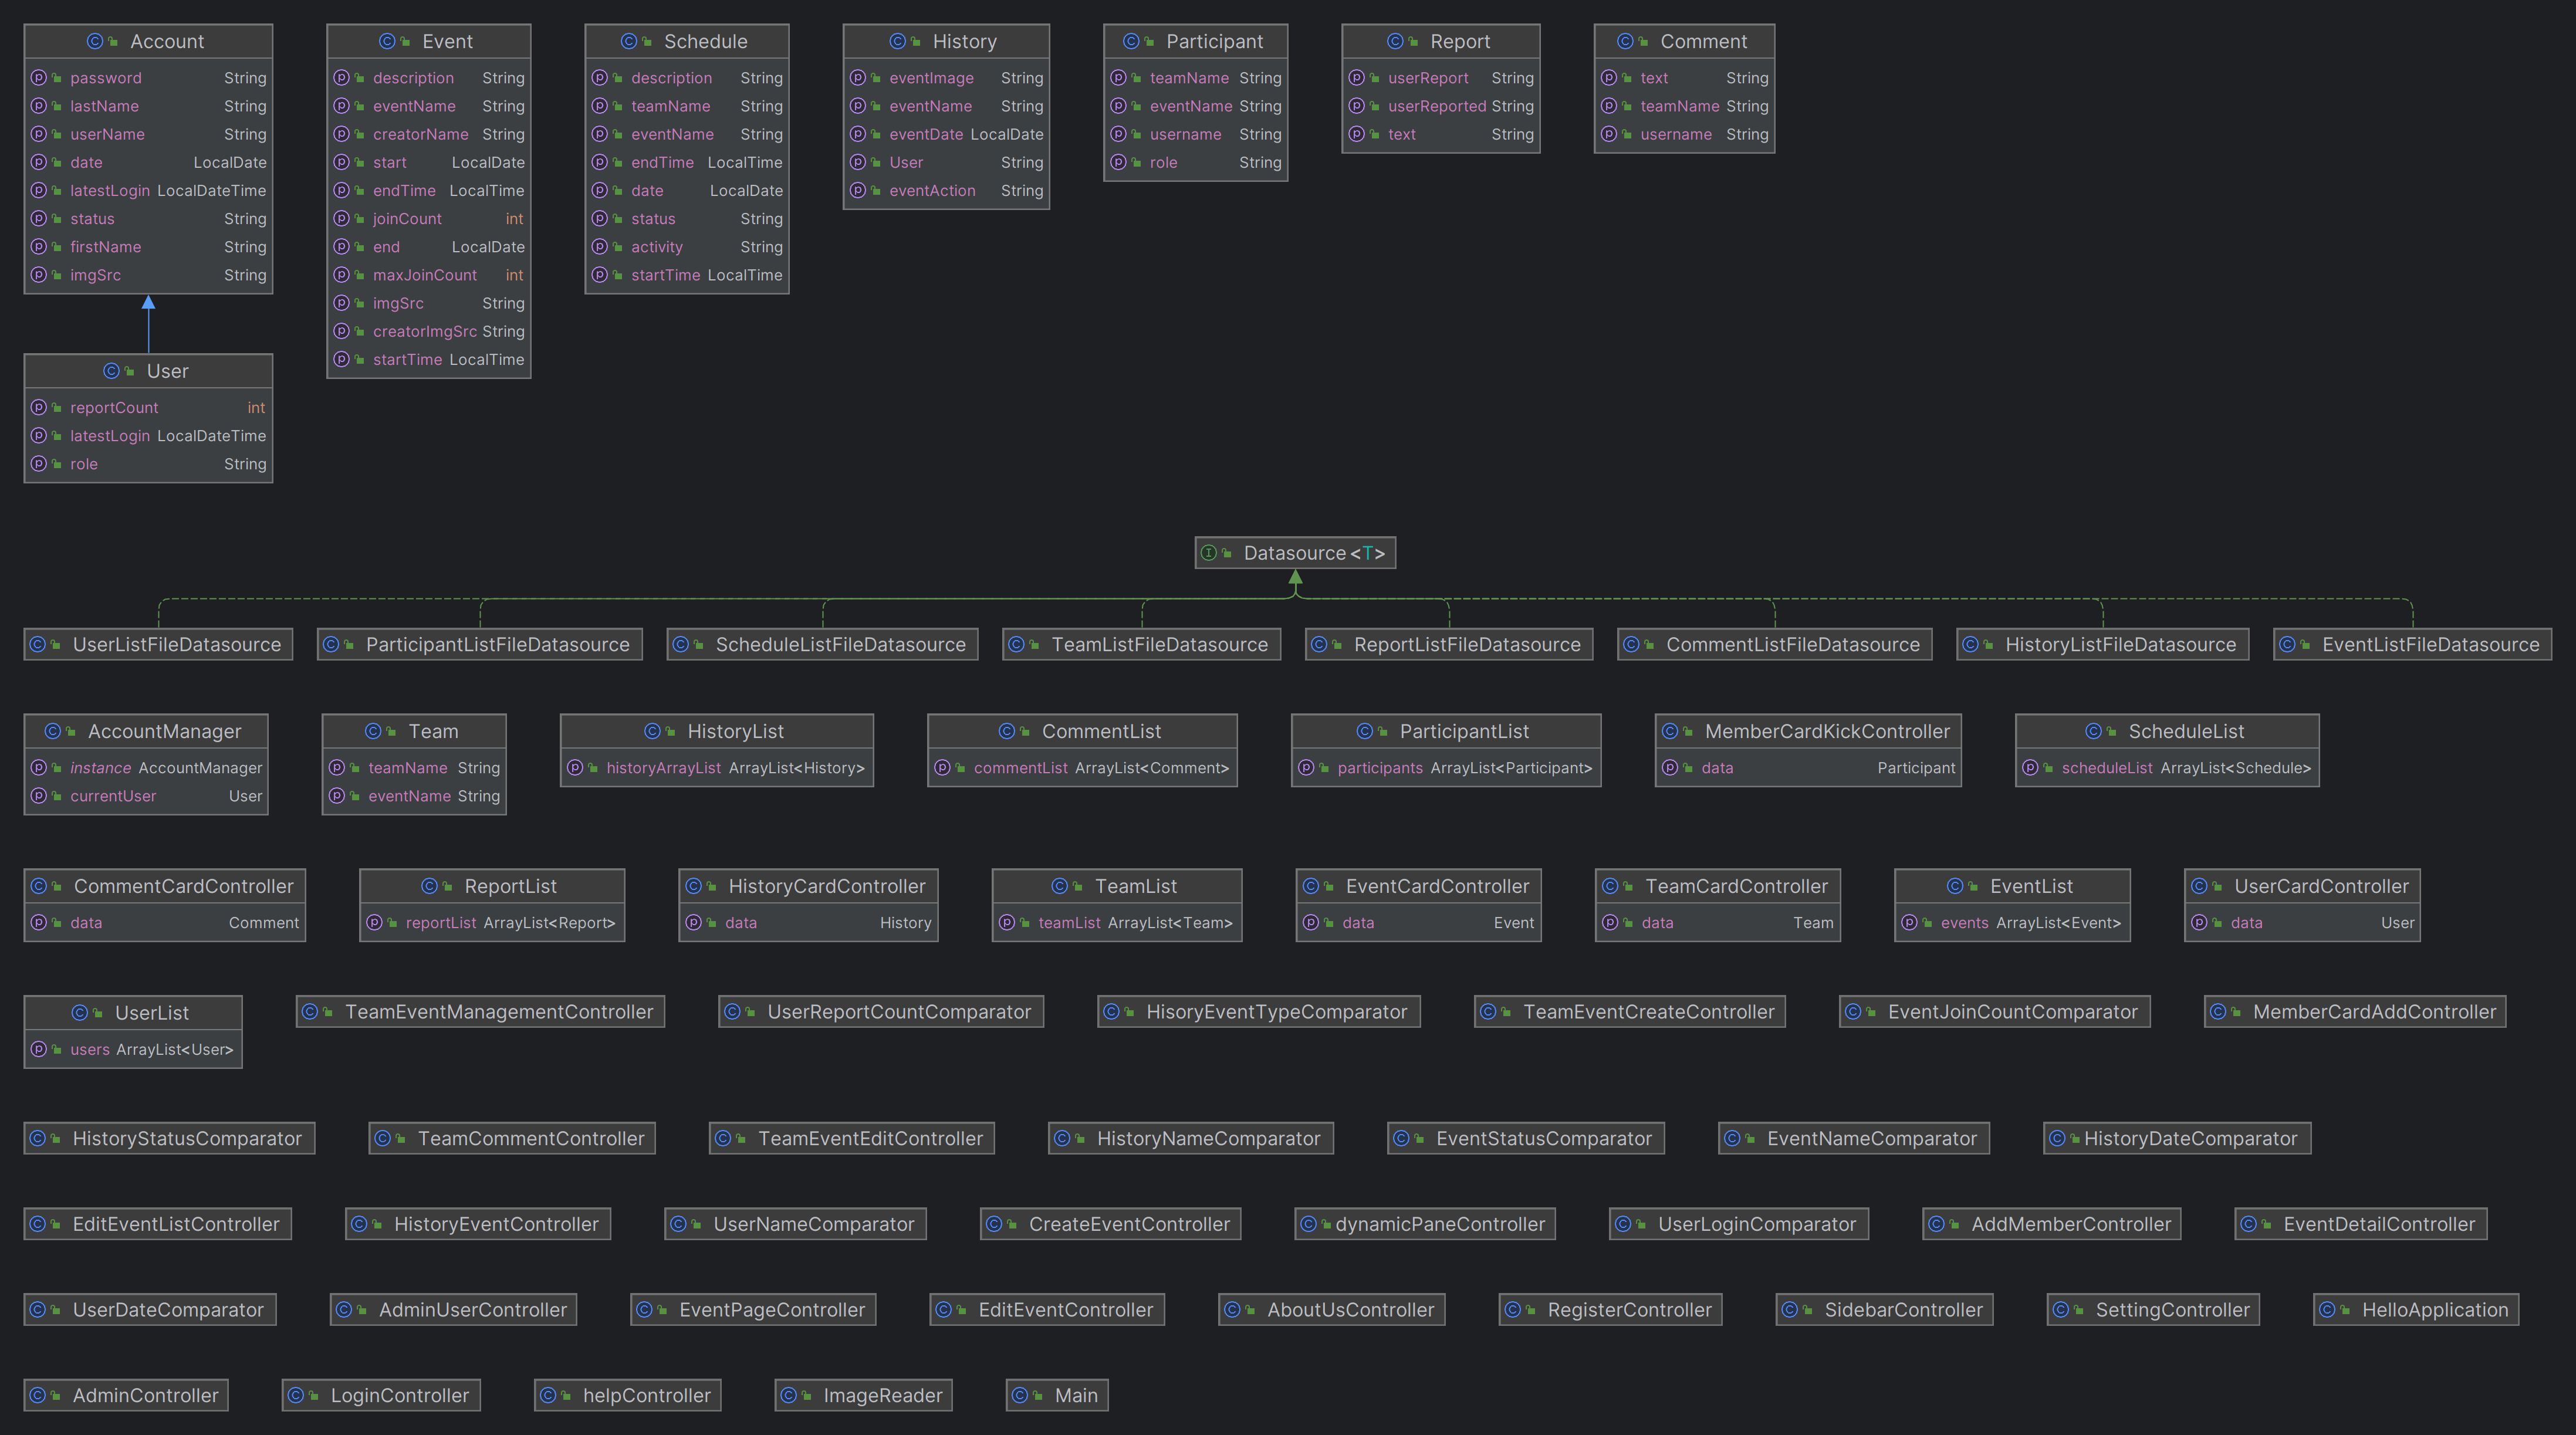 Account
password String
lastName String
userName String
date LocalDate
latestLogin LocalDateTime
status String
firstName String
imgSrc String
Event
description String
eventName String
creatorName String
start LocalDate
endTime LocalTime
joinCount int
end LocalDate
maxJoinCount int
imgSrc String
creatorImgSrc String
startTime LocalTime
Schedule
description String
teamName String
eventName String
endTime LocalTime
date LocalDate
status String
activity String
startTime LocalTime
History
eventImage String
eventName String
eventDate LocalDate
User String
eventAction String
Participant
teamName String
eventName String
username String
role String
Report
userReport String
userReported String
text String
Comment
text String
teamName String
username String
User
reportCount int
latestLogin LocalDateTime
role String
Datasource<T>
UserListFileDatasource
ParticipantListFileDatasource
ScheduleListFileDatasource
TeamListFileDatasource
ReportListFileDatasource
CommentListFileDatasource
HistoryListFileDatasource
EventListFileDatasource
AccountManager
instance AccountManager
currentUser User
Team
teamName String
eventName String
HistoryList
historyArrayList ArrayList<History>
CommentList
commentList ArrayList<Comment>
ParticipantList
participants ArrayList<Participant>
MemberCardKickController
data Participant
ScheduleList
scheduleList ArrayList<Schedule>
CommentCardController
data Comment
ReportList
reportList ArrayList<Report>
HistoryCardController
data History
TeamList
teamList ArrayList<Team>
EventCardController
data Event
TeamCardController
data Team
EventList
events ArrayList<Event>
UserCardController
data User
UserList
users ArrayList<User>
TeamEventManagementController
UserReportCountComparator
HisoryEventTypeComparator
TeamEventCreateController
EventJoinCountComparator
MemberCardAddController
HistoryStatusComparator
TeamCommentController
TeamEventEditController
HistoryNameComparator
EventStatusComparator
EventNameComparator
HistoryDateComparator
EditEventListController
HistoryEventController
UserNameComparator
CreateEventController
dynamicPaneController
UserLoginComparator
AddMemberController
EventDetailController
UserDateComparator
AdminUserController
EventPageController
EditEventController
AboutUsController
RegisterController
SidebarController
SettingController
HelloApplication
AdminController
LoginController
helpController
ImageReader
Main